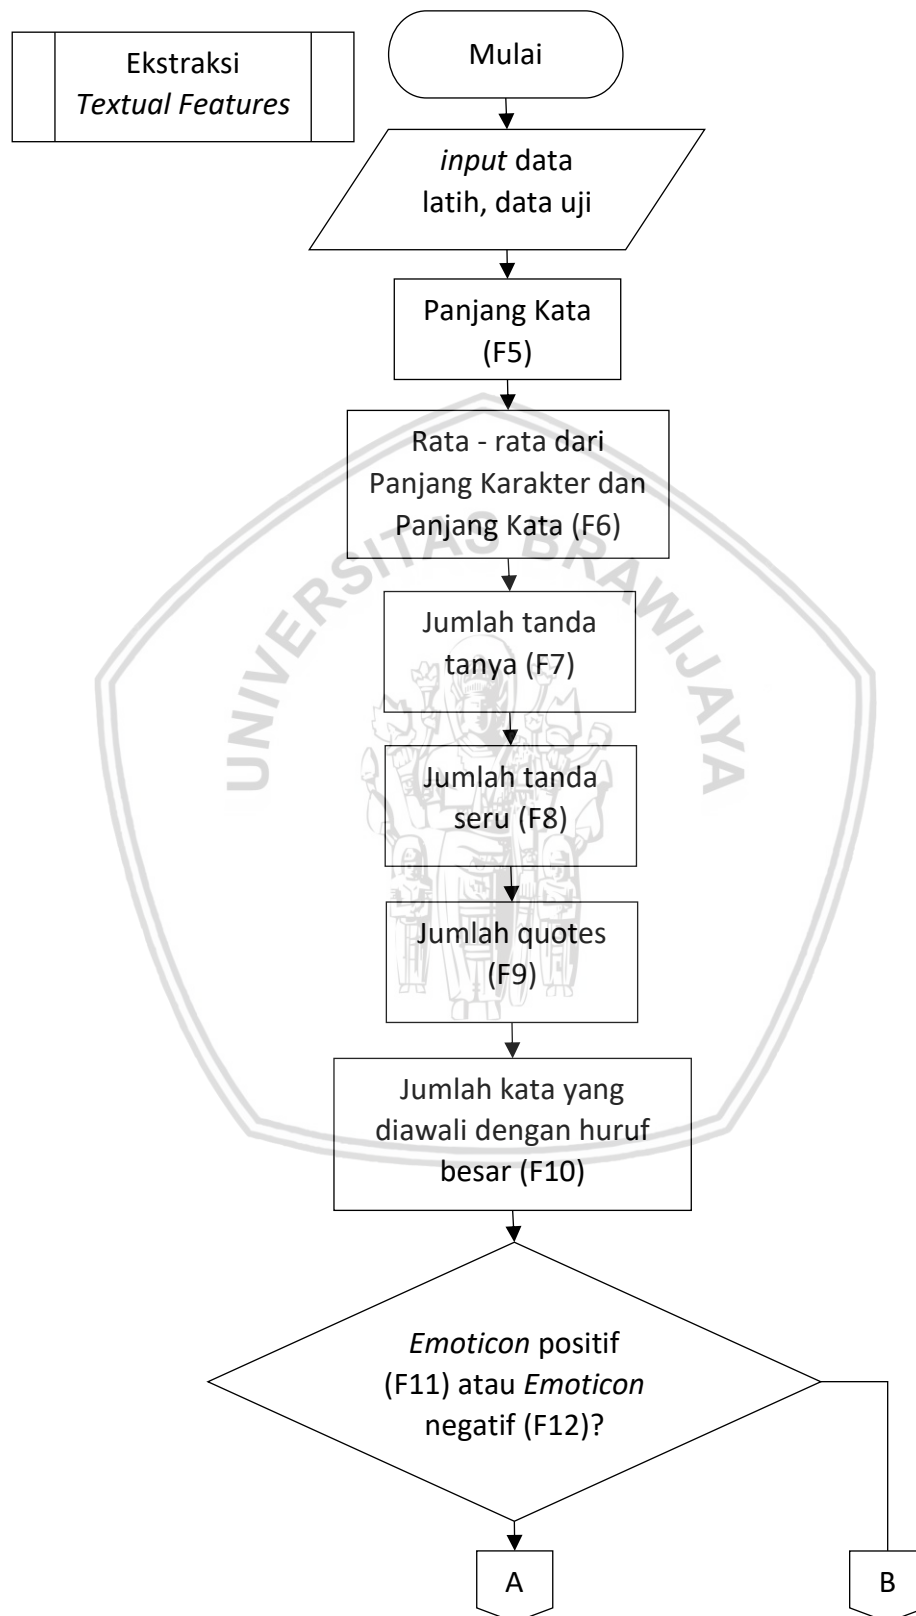 Ekstraksi
Textual Features
Mulai
input data
latih, data uji
Panjang Kata
(F5)
Rata - rata dari
Panjang Karakter dan
Panjang Kata (F6)
UNIVERSITAS BRAWIJAYA
Jumlah tanda
tanya (F7)
Jumlah tanda
seru (F8)
Jumlah quotes
(F9)
Jumlah kata yang
diawali dengan huruf
besar (F10)
Emoticon positif
(F11) atau Emoticon
negatif (F12)?
A
B